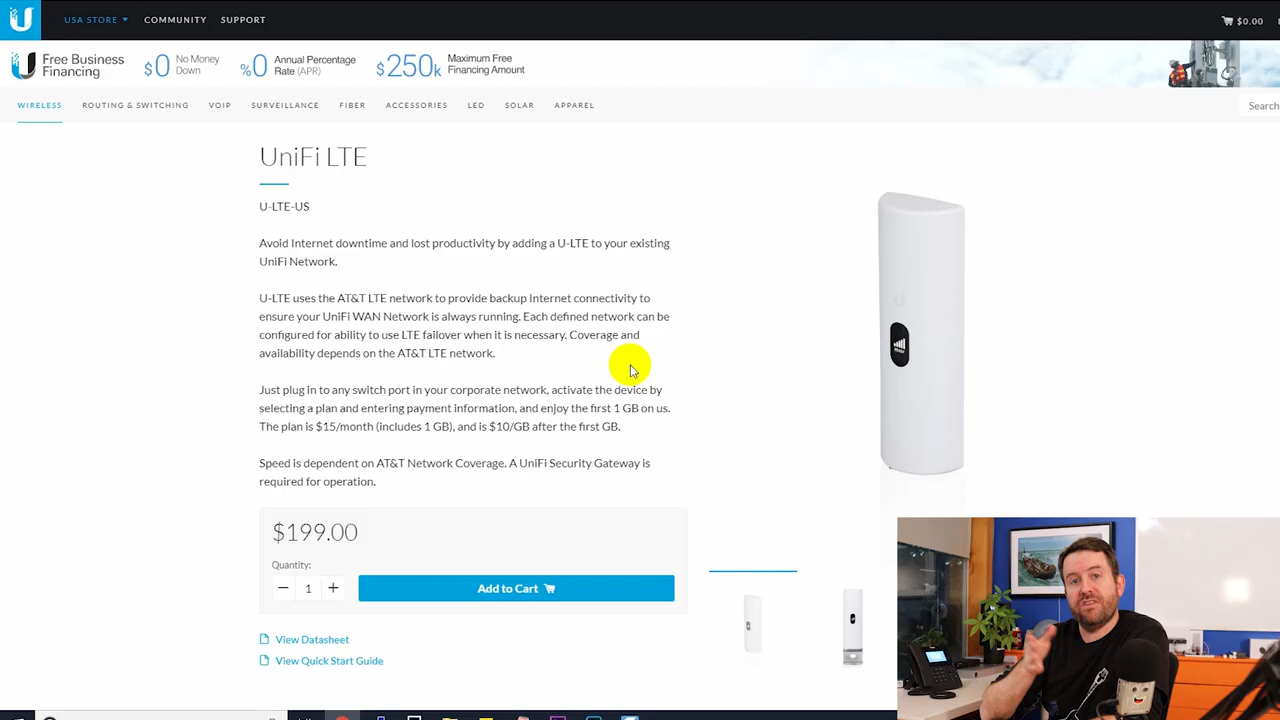 USA STORE COMMUNITY SUPPORT $0.00
Free Business
Financing
$0 No Money
Down
%0 Annual Percentage
Rate (APR)
$250k Maximum Free
Financing Amount
WIRELESS ROUTING & SWITCHING VOIP SURVEILLANCE FIBER ACCESSORIES LED SOLAR APPAREL Search
UniFi LTE
U-LTE-US
Avoid Internet downtime and lost productivity by adding a U-LTE to your existing
UniFi Network.
U-LTE uses the AT&T LTE network to provide backup Internet connectivity to
ensure your UniFi WAN Network is always running. Each defined network can be
configured for ability to use LTE failover when it is necessary. Coverage and
availability depends on the AT&T LTE network.
Just plug in to any switch port in your corporate network, activate the device by
selecting a plan and entering payment information, and enjoy the first 1 GB on us.
The plan is $15/month (includes 1 GB), and is $10/GB after the first GB.
Speed is dependent on AT&T Network Coverage. A UniFi Security Gateway is
required for operation.
$199.00
Quantity:
1
Add to Cart
View Datasheet
View Quick Start Guide